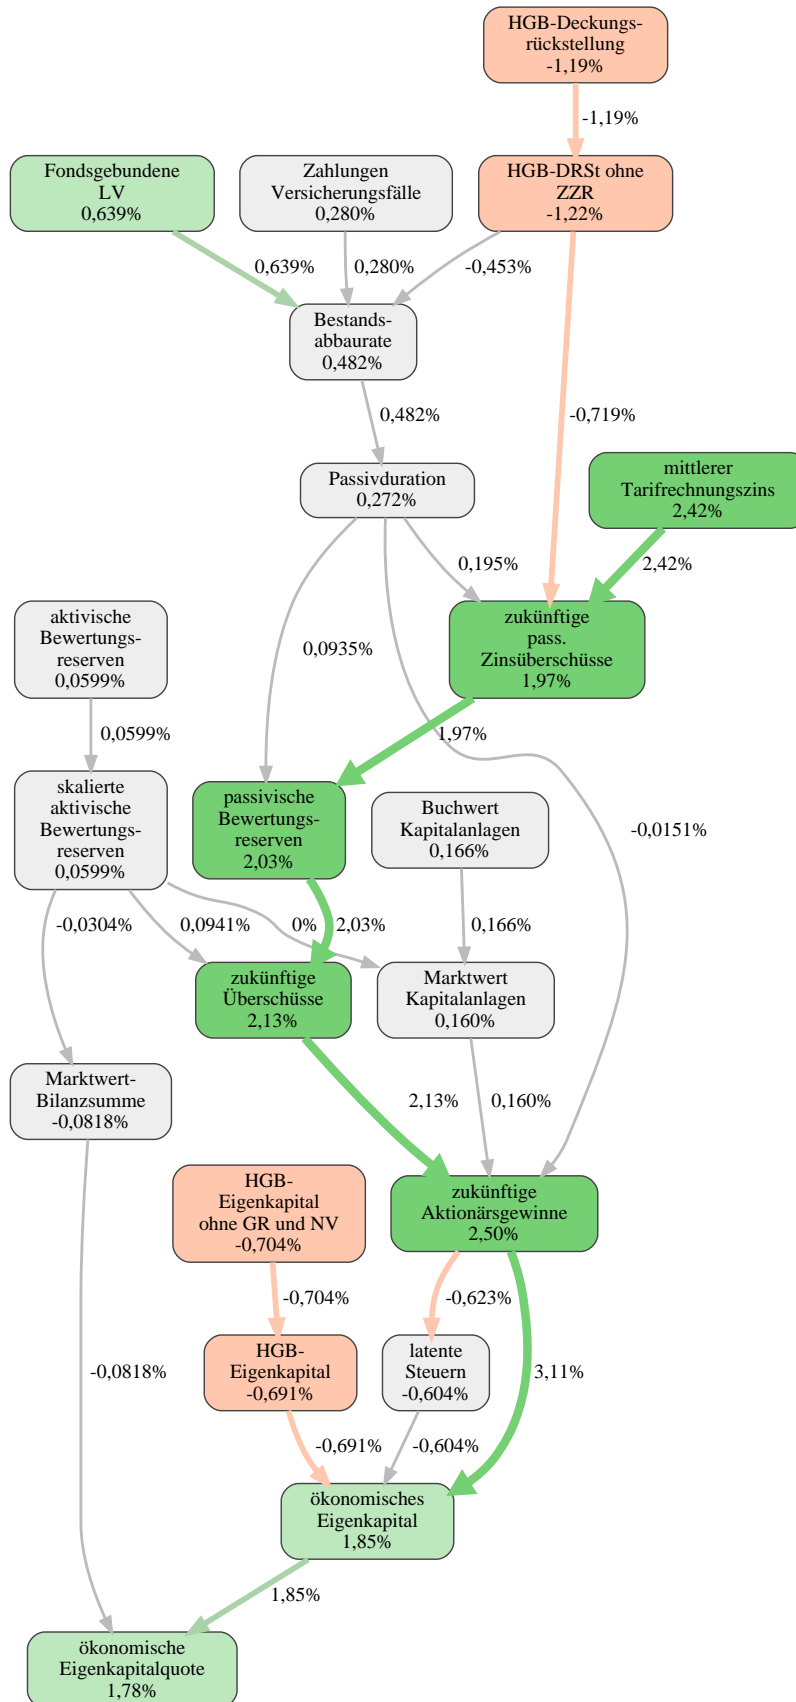 HGB-Deckungs-
rückstellung
-1,19%
-1,19%
Fondsgebundene
LV
0,639%
Zahlungen
Versicherungsfälle
0,280%
HGB-DRSt ohne
ZZR
-1,22%
0,639%
0,280%
-0,453%
Bestands-
abbaurate
0,482%
0,482%
-0,719%
Passivduration
0,272%
mittlerer
Tarifrechnungszins
2,42%
0,195%
2,42%
aktivische
Bewertungs-
reserven
0,0599%
0,0935%
zukünftige
pass.
Zinsüberschüsse
1,97%
0,0599%
1,97%
skalierte
aktivische
Bewertungs-
reserven
0,0599%
passivische
Bewertungs-
reserven
2,03%
Buchwert
Kapitalanlagen
0,166%
-0,0151%
-0,0304%
0,0941%
0%
2,03%
0,166%
zukünftige
Überschüsse
2,13%
Marktwert
Kapitalanlagen
0,160%
Marktwert-
Bilanzsumme
-0,0818%
2,13%
0,160%
HGB-
Eigenkapital
ohne GR und NV
-0,704%
zukünftige
Aktionärsgewinne
2,50%
-0,704%
-0,623%
-0,0818%
HGB-
Eigenkapital
-0,691%
latente
Steuern
-0,604%
3,11%
-0,691%
-0,604%
ökonomisches
Eigenkapital
1,85%
1,85%
ökonomische
Eigenkapitalquote
1,78%